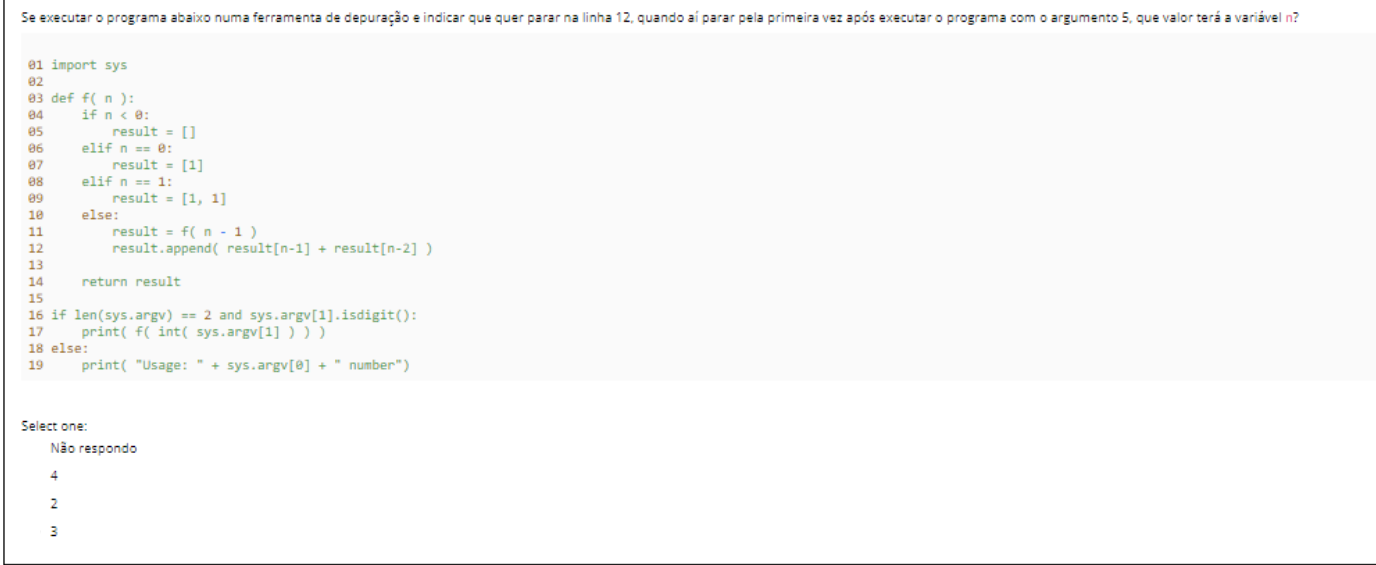 Se executar o programa abaixo numa ferramenta de depuração e indicar que quer parar na linha 12, quando aí parar pela primeira vez após executar o programa com o argumento 5, que valor terá a variável n?
01 import sys
02
03 def f( n ):
04     if n < 0:
05         result = []
06     elif n == 0:
07         result = [1]
08     elif n == 1:
09         result = [1, 1]
10     else:
11         result = f( n - 1 )
12         result.append( result[n-1] + result[n-2] )
13
14     return result
15
16 if len(sys.argv) == 2 and sys.argv[1].isdigit():
17     print( f( int( sys.argv[1] ) ) )
18 else:
19     print( "Usage: " + sys.argv[0] + " number")
Select one:
Não respondo
4
2
3